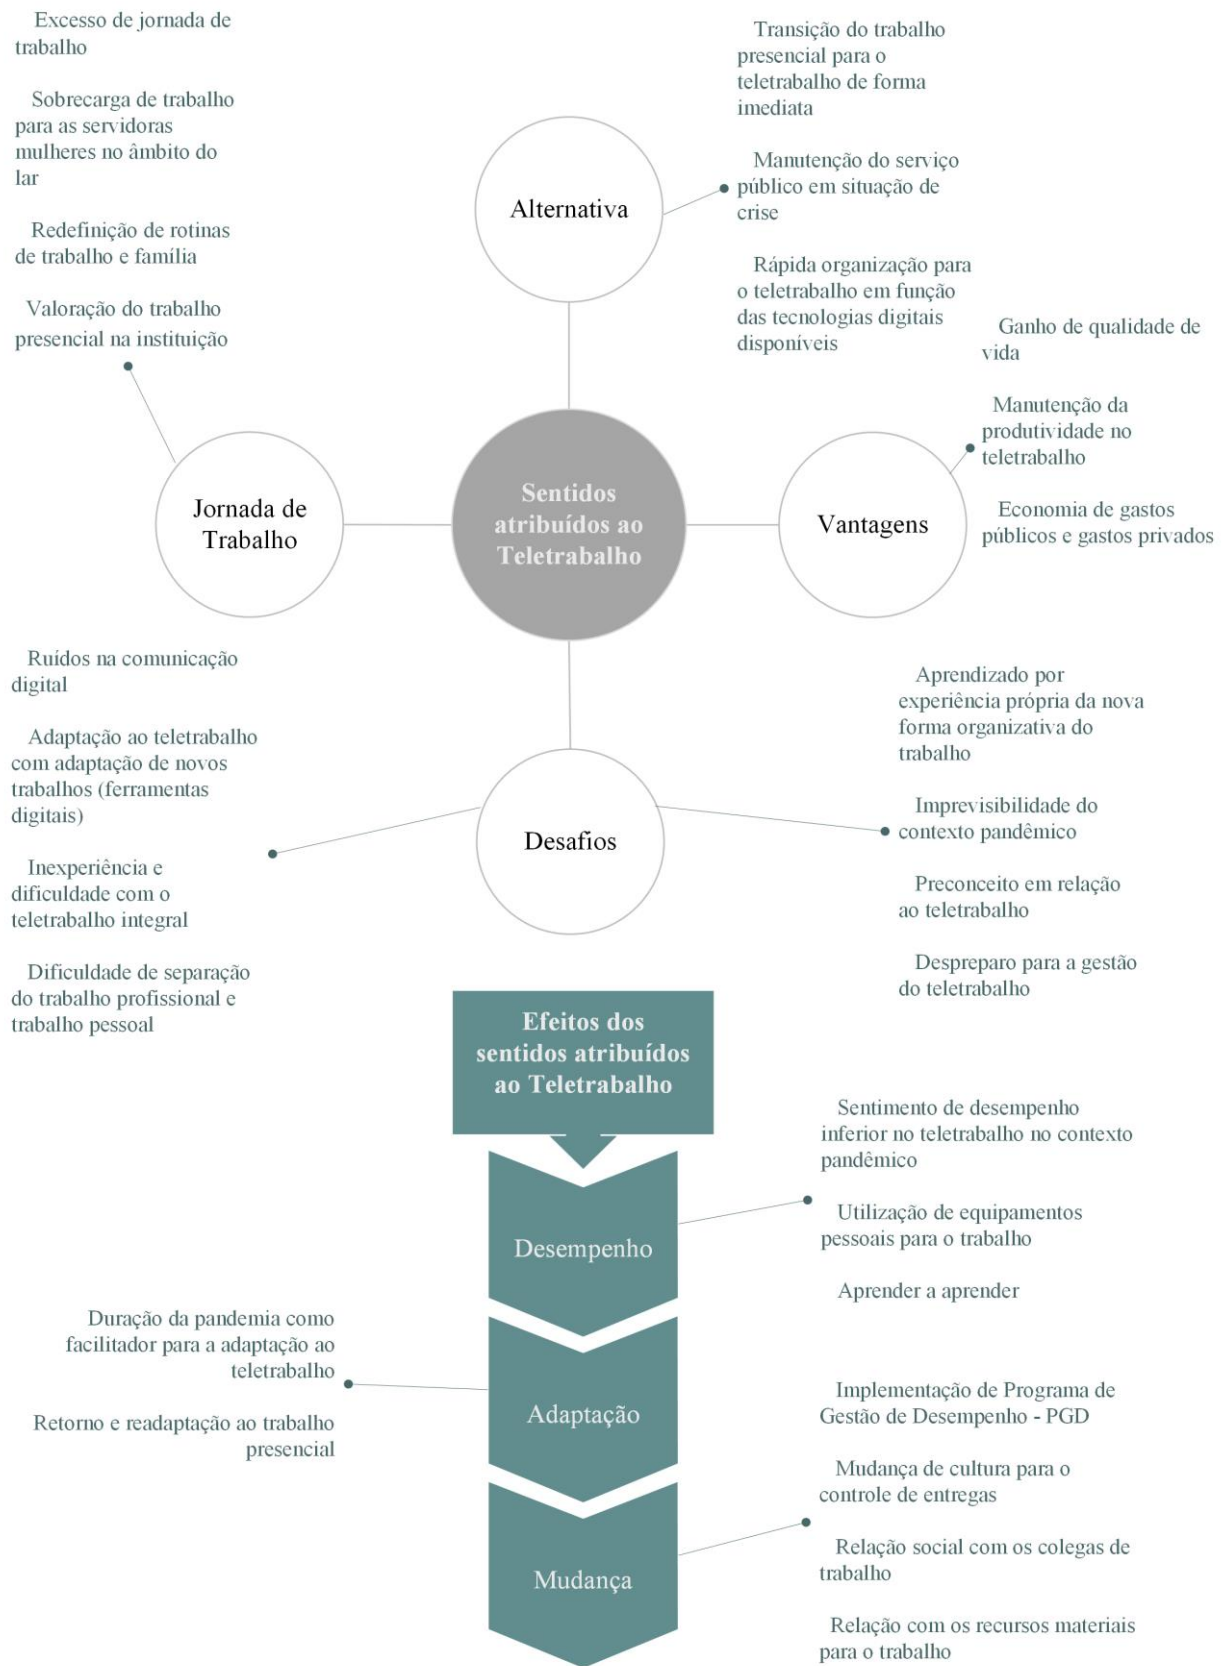 Excesso de jornada de
trabalho
Sobrecarga de trabalho
para as servidoras
mulheres no âmbito do
lar
Redefinição de rotinas
de trabalho e família
Valoração do trabalho
presencial na instituição
Transição do trabalho
presencial para o
teletrabalho de forma
imediata
Manutenção do serviço
público em situação de
crise
Rápida organização para
o teletrabalho em função
das tecnologias digitais
disponíveis
Alternativa
Ganho de qualidade de
vida
Manutenção da
produtividade no
teletrabalho
Economia de gastos
públicos e gastos privados
Jornada de
Trabalho
Sentidos
atribuídos ao
Teletrabalho
Vantagens
Ruídos na comunicação
digital
Adaptação ao teletrabalho
com adaptação de novos
trabalhos (ferramentas
digitais)
Inexperiência e
dificuldade com o
teletrabalho integral
Dificuldade de separação
do trabalho profissional e
trabalho pessoal
Desafios
Aprendizado por
experiência própria da nova
forma organizativa do
trabalho
Imprevisibilidade do
contexto pandêmico
Preconceito em relação
ao teletrabalho
Despreparo para a gestão
do teletrabalho
Efeitos dos
sentidos atribuídos
ao Teletrabalho
Desempenho
Sentimento de desempenho
inferior no teletrabalho no contexto
pandêmico
Utilização de equipamentos
pessoais para o trabalho
Aprender a aprender
Duração da pandemia como
facilitador para a adaptação ao
teletrabalho
Retorno e readaptação ao trabalho
presencial
Adaptação
Mudança
Implementação de Programa de
Gestão de Desempenho - PGD
Mudança de cultura para o
controle de entregas
Relação social com os colegas de
trabalho
Relação com os recursos materiais
para o trabalho